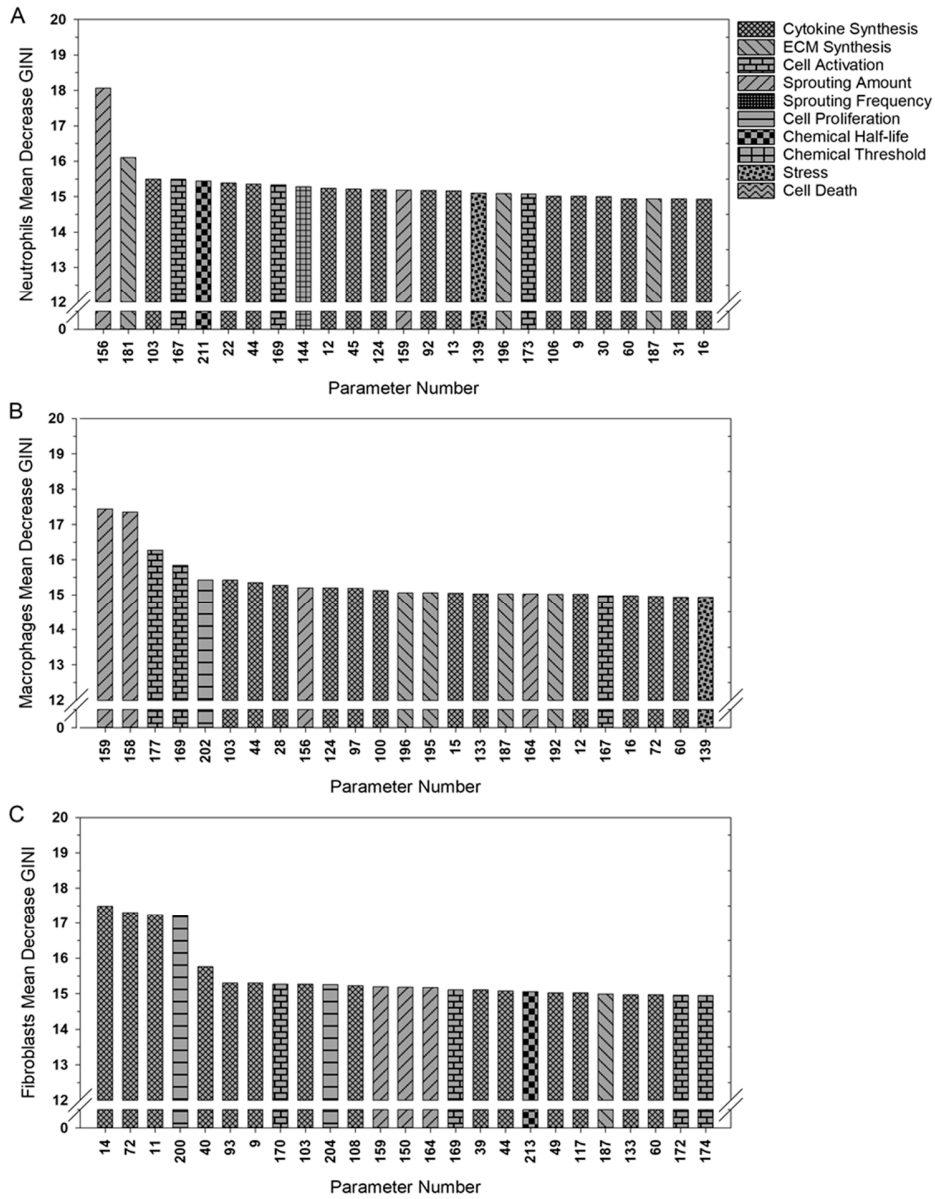 A
20
19
18
17
16
15
14
13
12
0
Neutrophils Mean Decrease GINI
156 181 103 167 211 22 44 169 144 12 45 124 159 92 13 139 196 173 106 9 30 60 187 31 16
Parameter Number
Cytokine Synthesis
ECM Synthesis
Cell Activation
Sprouting Amount
Sprouting Frequency
Cell Proliferation
Chemical Half-life
Chemical Threshold
Stress
Cell Death
B
20
19
18
17
16
15
14
13
12
0
Macrophages Mean Decrease GINI
159 158 177 169 202 103 44 28 156 124 97 100 196 195 15 133 187 164 192 12 167 16 72 60 139
Parameter Number
C
20
19
18
17
16
15
14
13
12
0
Fibroblasts Mean Decrease GINI
14 72 11 200 40 93 9 170 103 204 108 159 150 164 169 39 44 213 49 117 187 133 60 172 174
Parameter Number